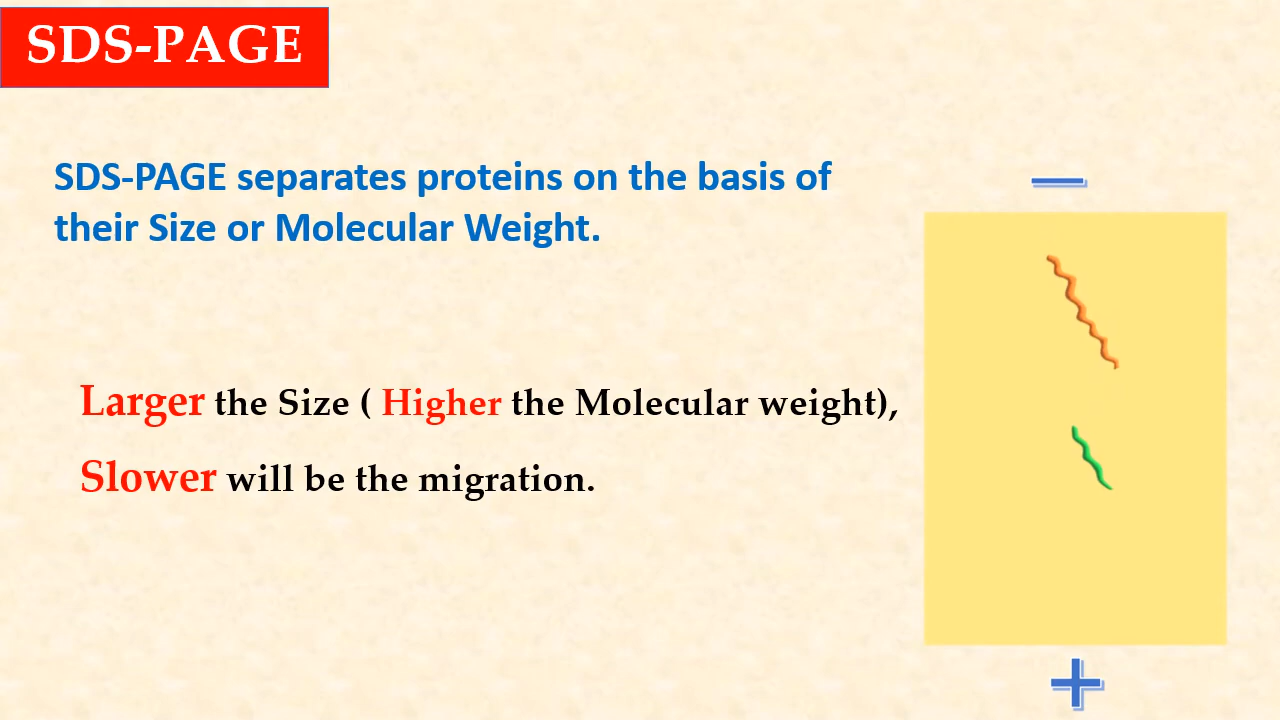 SDS-PAGE
SDS-PAGE separates proteins on the basis of
their Size or Molecular Weight.
Larger the Size ( Higher the Molecular weight),
Slower will be the migration.